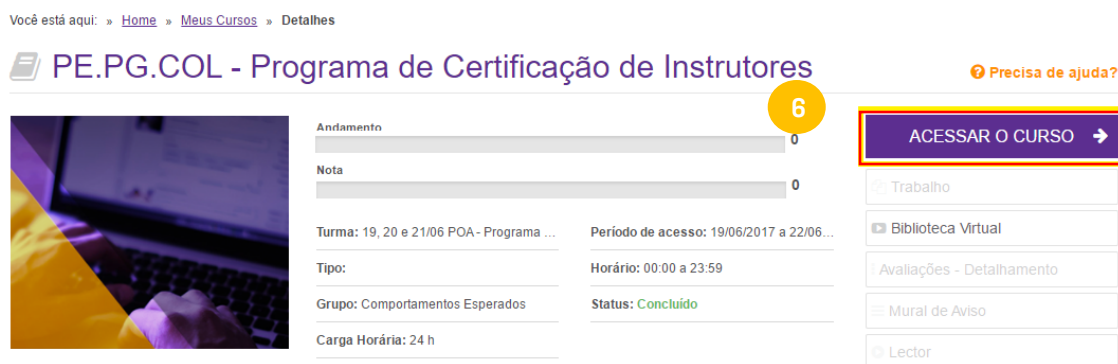 Você está aqui: » Home » Meus Cursos » Detalhes
PE.PG.COL - Programa de Certificação de Instrutores
Precisa de ajuda?
6
Andamento
0
Nota
0
Turma: 19, 20 e 21/06 POA - Programa ...
Período de acesso: 19/06/2017 a 22/06...
Tipo:
Horário: 00:00 a 23:59
Grupo: Comportamentos Esperados
Status: Concluído
Carga Horária: 24 h
ACESSAR O CURSO
Trabalho
Biblioteca Virtual
Avaliações - Detalhamento
Mural de Aviso
Lector